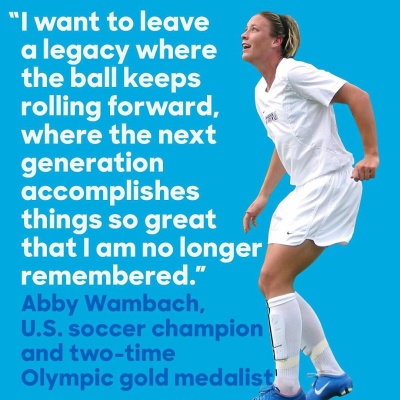 “I want to leave
a legacy where
the ball keeps
rolling forward,
where the next
generation
accomplishes
things so great
that I am no longer
remembered.”
Abby Wambach,
U.S. soccer champion
and two-time
Olympic gold medalist